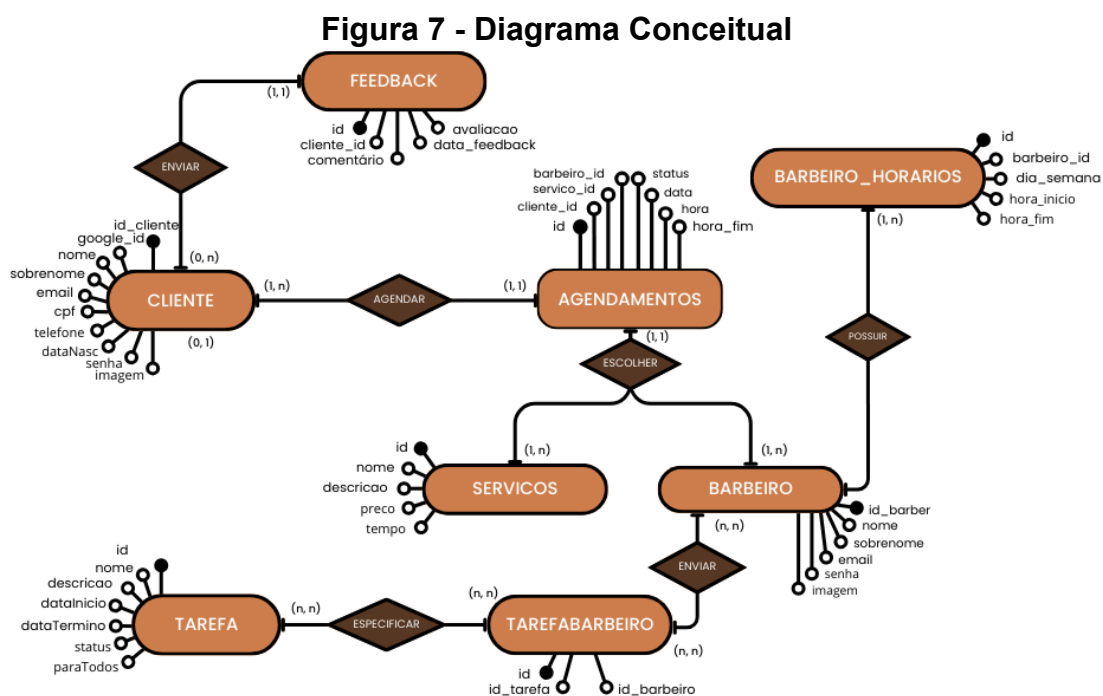 Figura 7 - Diagrama Conceitual
FEEDBACK
(1, 1)
id
cliente_id
comentário
avaliacao
data_feedback
ENVIAR
id_cliente
google_id
nome
sobrenome
email
cpf
telefone
dataNasc
senha
imagem
(0, n)
CLIENTE
(0, 1)
(1, n)
AGENDAR
(1, 1)
barbeiro_id
servico_id
cliente_id
id
status
data
hora
hora_fim
AGENDAMENTOS
(1, 1)
ESCOLHER
BARBEIRO_HORARIOS
id
barbeiro_id
dia_semana
hora_inicio
hora_fim
(1, n)
POSSUIR
(1, n)
id
nome
descricao
preco
tempo
SERVICOS
(1, n)
BARBEIRO
id_barber
nome
sobrenome
email
senha
imagem
(n, n)
ENVIAR
(n, n)
id
nome
descricao
dataInicio
dataTermino
status
paraTodos
TAREFA
(n, n)
ESPECIFICAR
(n, n)
TAREFABARBEIRO
id
id_tarefa
id_barbeiro